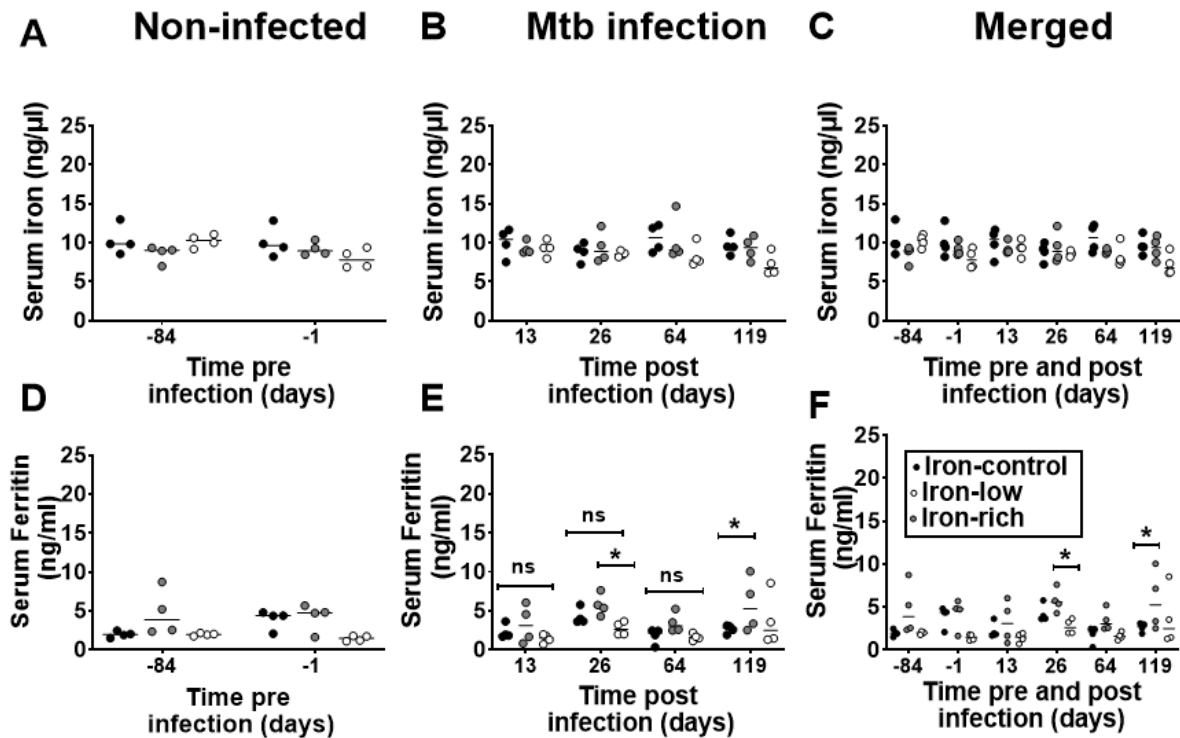 A Non-infected
B Mtb infection
C Merged
Serum iron (ng/µl)
25
20
15
10
5
0
-84 -1
Time pre
infection (days)
Serum iron (ng/µl)
25
20
15
10
5
0
13 26 64 119
Time post
infection (days)
Serum iron (ng/µl)
25
20
15
10
5
0
-84 -1 13 26 64 119
Time pre and post
infection (days)
D
Serum Ferritin
(ng/ml)
25
20
15
10
5
0
-84 -1
Time pre
infection (days)
E
Serum Ferritin
(ng/ml)
25
20
15
10
5
0
ns
ns
*
ns
*
13 26 64 119
Time post
infection (days)
F
Serum Ferritin
(ng/ml)
25
20
15
10
5
0
Iron-control
Iron-low
Iron-rich
*
*
-84 -1 13 26 64 119
Time pre and post
infection (days)